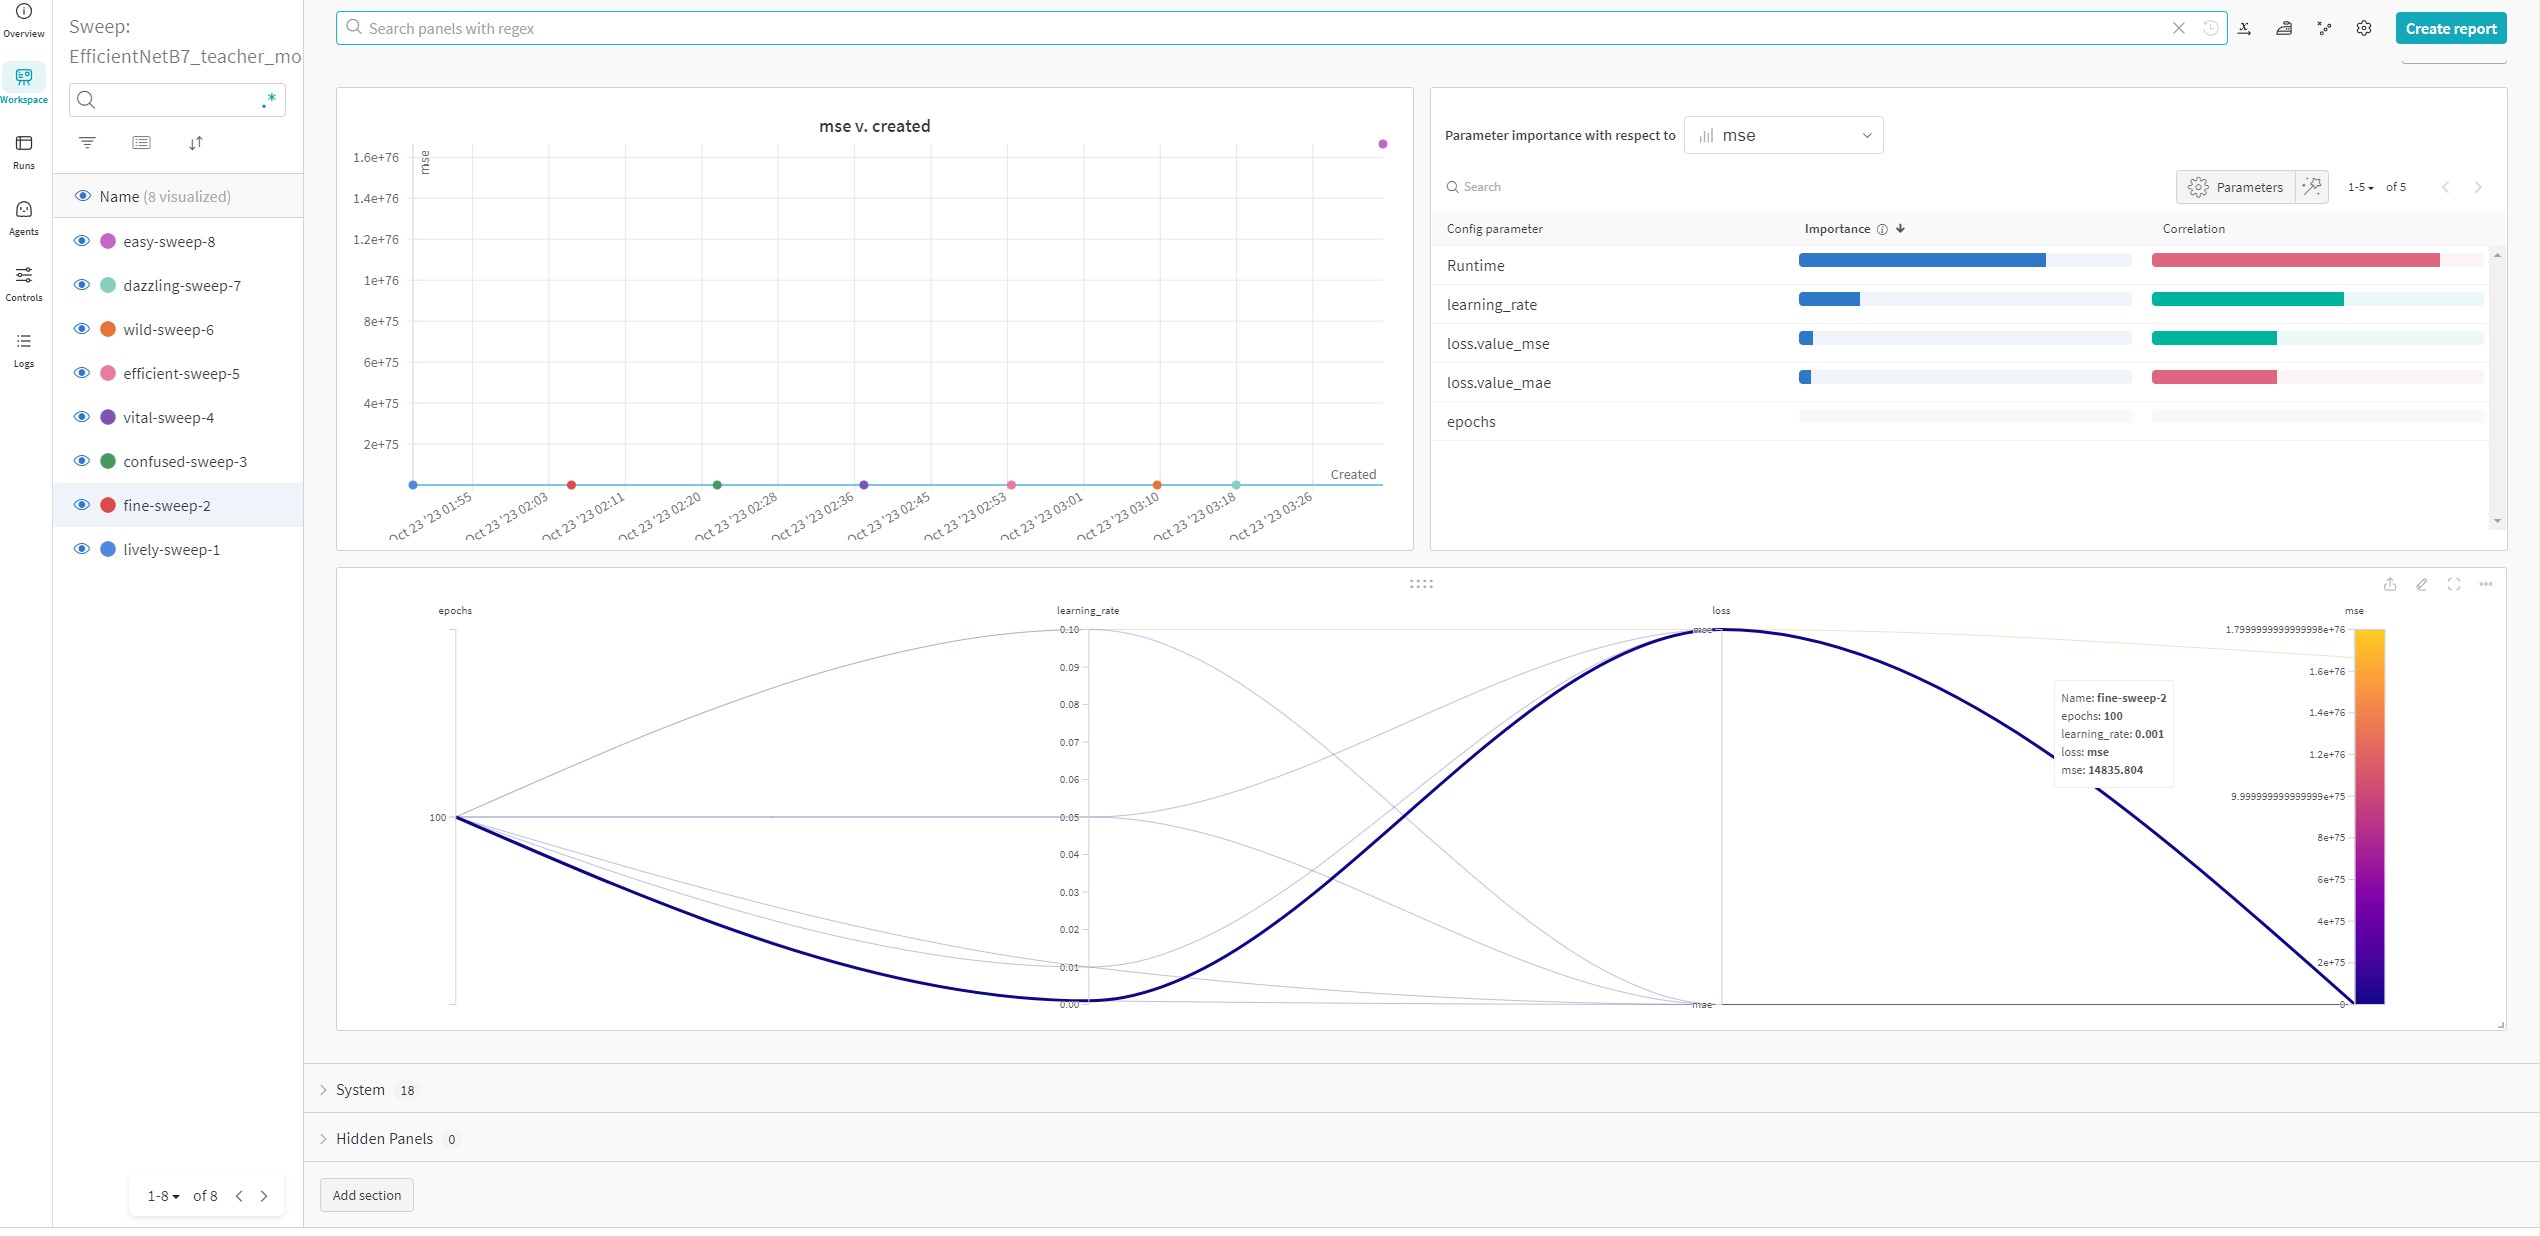 Overview
Workspace
Runs
Agents
Controls
Logs
Sweep:
EfficientNetB7_teacher_mo
.*
Name (8 visualized)
easy-sweep-8
dazzling-sweep-7
wild-sweep-6
efficient-sweep-5
vital-sweep-4
confused-sweep-3
fine-sweep-2
lively-sweep-1
1-8 of 8
Search panels with regex
Create report
mse v. created
mse
1.6e+76
1.4e+76
1.2e+76
1e+76
8e+75
6e+75
4e+75
2e+75
Created
Oct 23 '23 01:55
Oct 23 '23 02:03
Oct 23 '23 02:11
Oct 23 '23 02:20
Oct 23 '23 02:28
Oct 23 '23 02:36
Oct 23 '23 02:45
Oct 23 '23 02:53
Oct 23 '23 03:01
Oct 23 '23 03:10
Oct 23 '23 03:18
Oct 23 '23 03:26
Parameter importance with respect to mse
Search
Parameters
1-5 of 5
Config parameter Importance Correlation
Runtime
learning_rate
loss.value_mse
loss.value_mae
epochs
epochs
100
learning_rate
0.10
0.09
0.08
0.07
0.06
0.05
0.04
0.03
0.02
0.01
0.00
loss
mse
mae
mse
1.7999999999999998e+76
1.6e+76
1.4e+76
1.2e+76
9.999999999999999e+75
8e+75
6e+75
4e+75
2e+75
0
Name: fine-sweep-2
epochs: 100
learning_rate: 0.001
loss: mse
mse: 14835.804
System 18
Hidden Panels 0
Add section